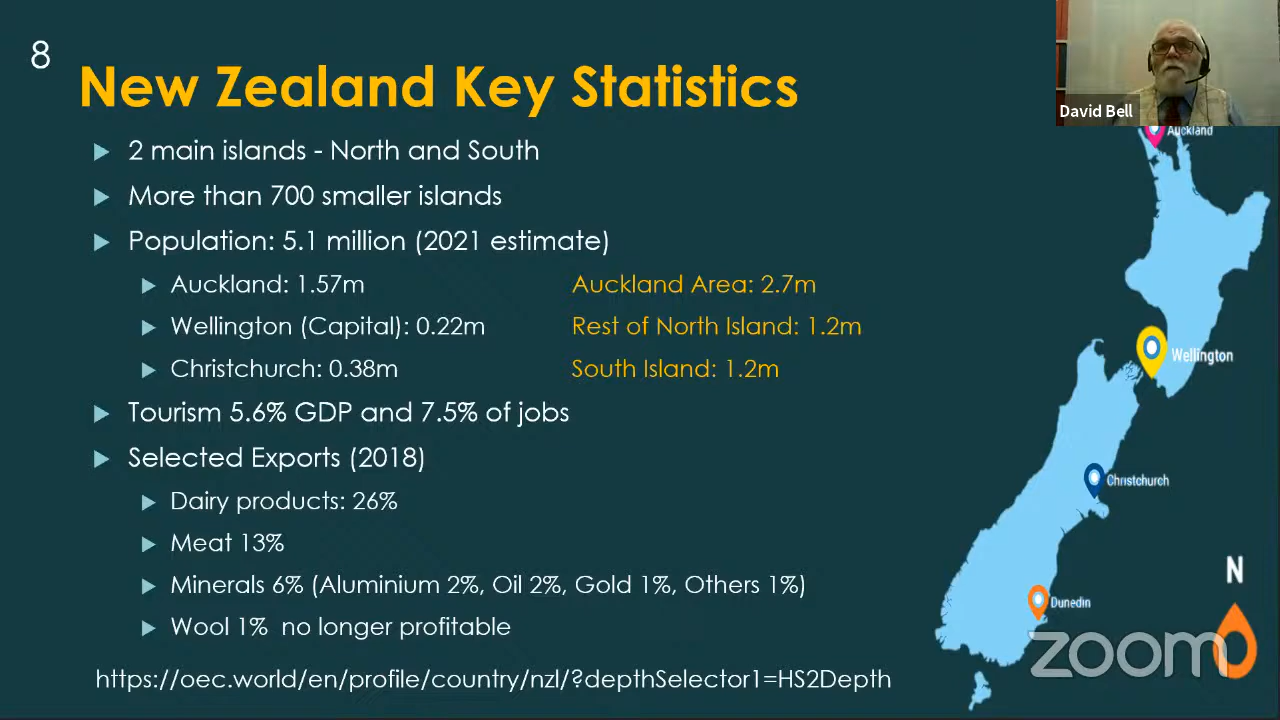 8
New Zealand Key Statistics
David Bell
2 main islands - North and South
More than 700 smaller islands
Population: 5.1 million (2021 estimate)
Auckland: 1.57m
Auckland Area: 2.7m
Wellington (Capital): 0.22m
Rest of North Island: 1.2m
Christchurch: 0.38m
South Island: 1.2m
Tourism 5.6% GDP and 7.5% of jobs
Selected Exports (2018)
Dairy products: 26%
Meat 13%
Minerals 6% (Aluminium 2%, Oil 2%, Gold 1%, Others 1%)
Wool 1% no longer profitable
https://oec.world/en/profile/country/nzl/?depthSelector1=HS2Depth
Auckland
Wellington
Christchurch
N
Dunedin
zoom